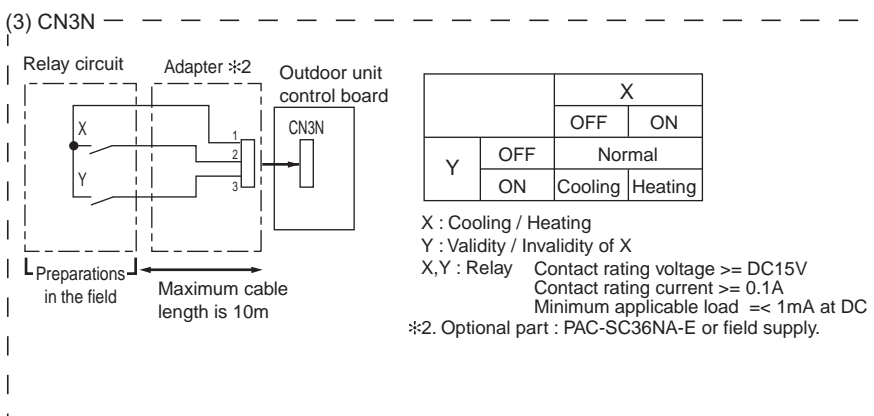 (3) CN3N
Relay circuit
Adapter ✻2
Outdoor unit
control board
X
Y
1
2
3
CN3N
Preparations
in the field
Maximum cable
length is 10m
X
OFF ON
Y OFF Normal
ON Cooling Heating
X : Cooling / Heating
Y : Validity / Invalidity of X
X,Y : Relay Contact rating voltage >= DC15V
Contact rating current >= 0.1A
Minimum applicable load =< 1mA at DC
✻2. Optional part : PAC-SC36NA-E or field supply.